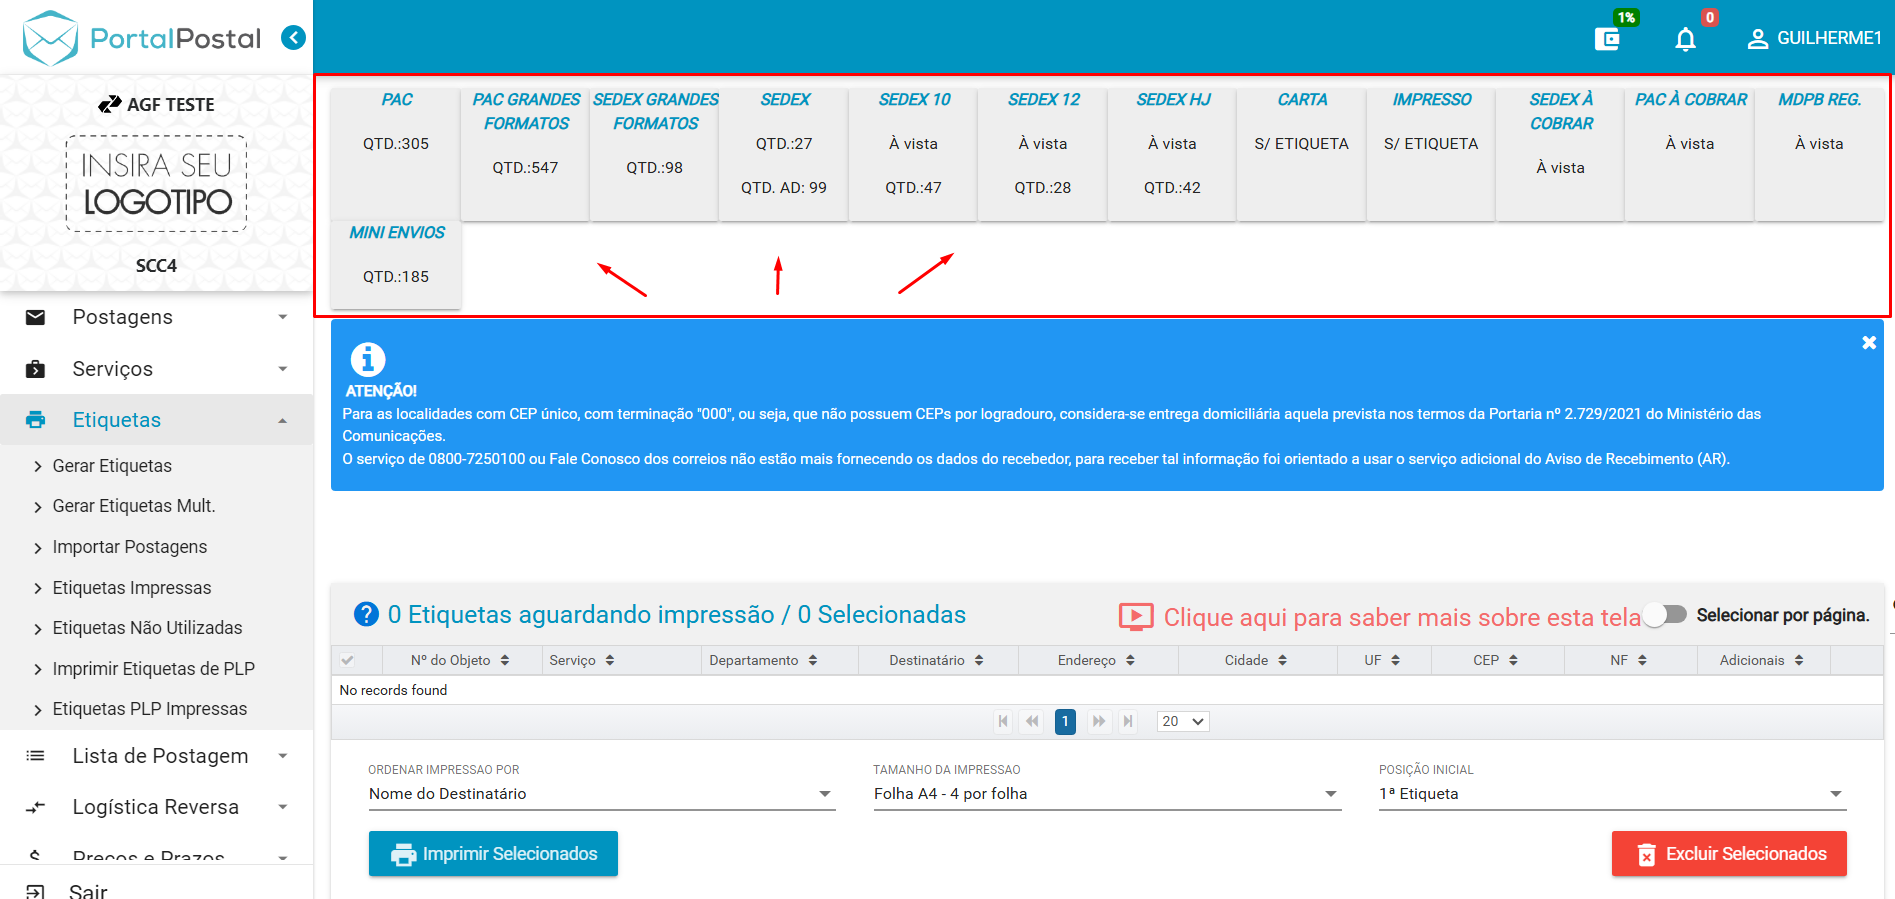 PortalPostal
1%
0
GUILHERME1
AGF TESTE
INSIRA SEU
LOGOTIPO
SCC4
Postagens
Serviços
Etiquetas
Gerar Etiquetas
Gerar Etiquetas Mult.
Importar Postagens
Etiquetas Impressas
Etiquetas Não Utilizadas
Imprimir Etiquetas de PLP
Etiquetas PLP Impressas
Lista de Postagem
Logística Reversa
Preços e Prazos
Sair
PAC
QTD.:305
PAC GRANDES
FORMATOS
QTD.:547
SEDEX GRANDES
FORMATOS
QTD.:98
SEDEX
QTD.:27
QTD. AD: 99
SEDEX 10
À vista
QTD.:47
SEDEX 12
À vista
QTD.:28
SEDEX HJ
À vista
QTD.:42
CARTA
S/ ETIQUETA
IMPRESSO
S/ ETIQUETA
SEDEX À
COBRAR
À vista
PAC À COBRAR
À vista
MDPB REG.
À vista
MINI ENVIOS
QTD.:185
ATENÇÃO!
Para as localidades com CEP único, com terminação "000", ou seja, que não possuem CEPs por logradouro, considera-se entrega domiciliária aquela prevista nos termos da Portaria nº 2.729/2021 do Ministério das
Comunicações.
O serviço de 0800-7250100 ou Fale Conosco dos correios não estão mais fornecendo os dados do recebedor, para receber tal informação foi orientado a usar o serviço adicional do Aviso de Recebimento (AR).
0 Etiquetas aguardando impressão / 0 Selecionadas
Clique aqui para saber mais sobre esta tela
Selecionar por página.
Nº do Objeto
Serviço
Departamento
Destinatário
Endereço
Cidade
UF
CEP
NF
Adicionais
No records found
1
20
ORDENAR IMPRESSAO POR
Nome do Destinatário
TAMANHO DA IMPRESSAO
Folha A4 - 4 por folha
POSIÇÃO INICIAL
1ª Etiqueta
Imprimir Selecionados
Excluir Selecionados